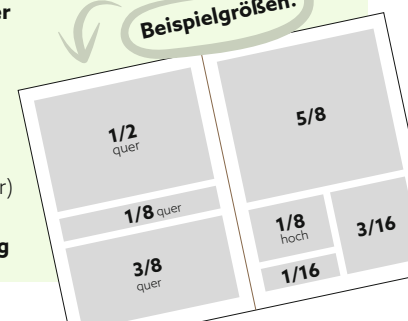 er
Beispielgrößen:
1/2
quer
1/8 quer
3/8
quer
5/8
1/8
hoch
3/16
1/16
r)
g